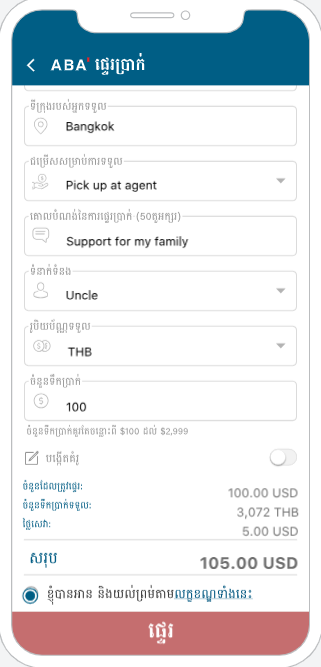 ABA' ផ្ទេរប្រាក់
ទីក្រុងរបស់អ្នកទទួល
Bangkok
ជម្រើសសម្រាប់ការទទួល
Pick up at agent
គោលបំណងនៃការផ្ទេរប្រាក់ (50តួអក្សរ)
Support for my family
ទំនាក់ទំនង
Uncle
រូបិយប័ណ្ណទទួល
THB
ចំនួនទឹកប្រាក់
100
ចំនួនទឹកប្រាក់គួរតែចន្លោះពី $100 ដល់ $2,999
បង្កើតគំរូ
ចំនួនដែលត្រូវផ្ទេរ: 100.00 USD
ចំនួនទឹកប្រាក់ទទួល: 3,072 THB
ថ្លៃសេវា: 5.00 USD
សរុប 105.00 USD
ខ្ញុំបានអាន និងយល់ព្រមតាមលក្ខខណ្ឌទាំងនេះ
ផ្ទេរ